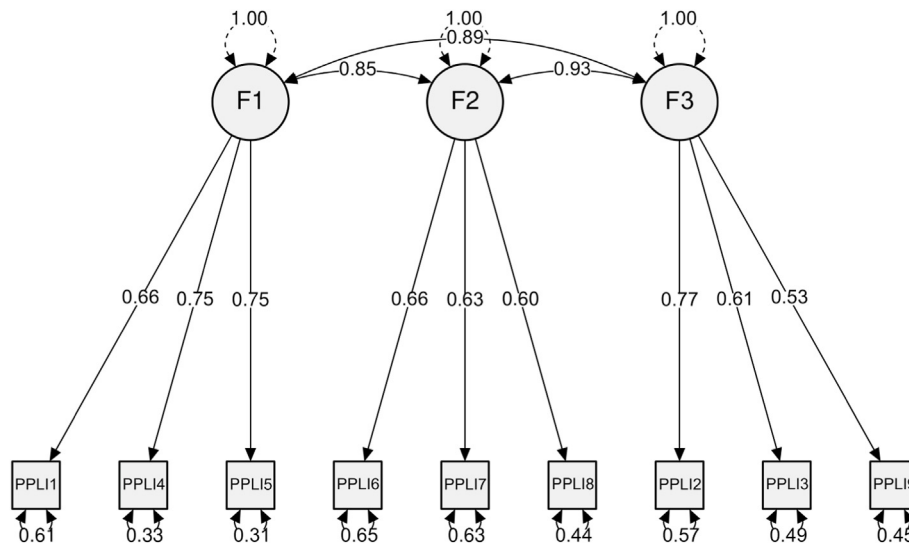 1.00 1.00 1.00
0.89
0.85 0.93
F1 F2 F3
0.66 0.75 0.75 0.66 0.63 0.60 0.77 0.61 0.53
PPLI1 PPLI4 PPLI5 PPLI6 PPLI7 PPLI8 PPLI2 PPLI3 PPLI9
0.61 0.33 0.31 0.65 0.63 0.44 0.57 0.49 0.45